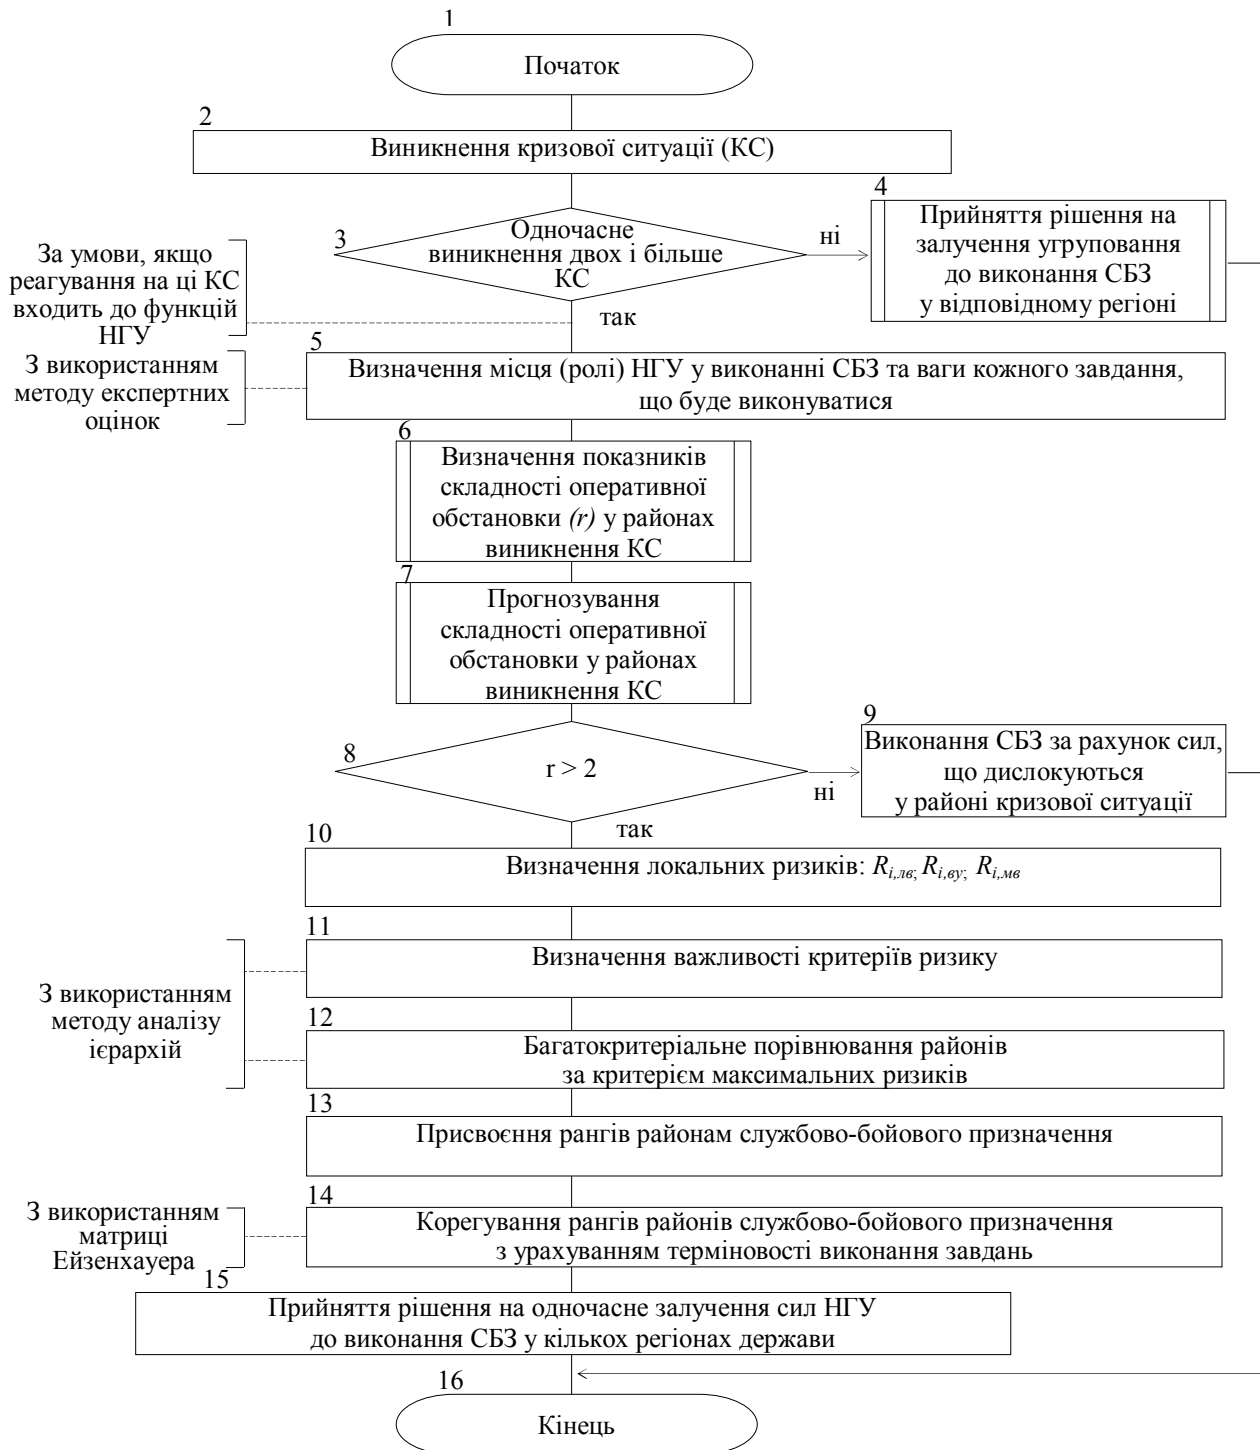 1
Початок
2
Виникнення кризової ситуації (КС)
3
Одночасне
виникнення двох і більше
КС
ні
4
Прийняття рішення на
залучення угруповання
до виконання СБЗ
у відповідному регіоні
За умови, якщо
реагування на ці КС
входить до функцій
НГУ
так
5
Визначення місця (ролі) НГУ у виконанні СБЗ та ваги кожного завдання,
що буде виконуватися
З використанням
методу експертних
оцінок
6
Визначення показників
складності оперативної
обстановки (r) у районах
виникнення КС
7
Прогнозування
складності оперативної
обстановки у районах
виникнення КС
8
r > 2
ні
9
Виконання СБЗ за рахунок сил,
що дислокуються
у районі кризової ситуації
так
10
Визначення локальних ризиків: R_{i,лв}; R_{i,ву}; R_{i,мв}
11
Визначення важливості критеріїв ризику
З використанням
методу аналізу
ієрархій
12
Багатокритеріальне порівнювання районів
за критерієм максимальних ризиків
13
Присвоєння рангів районам службово-бойового призначення
14
Корегування рангів районів службово-бойового призначення
з урахуванням терміновості виконання завдань
З використанням
матриці
Ейзенхауера
15
Прийняття рішення на одночасне залучення сил НГУ
до виконання СБЗ у кількох регіонах держави
16
Кінець